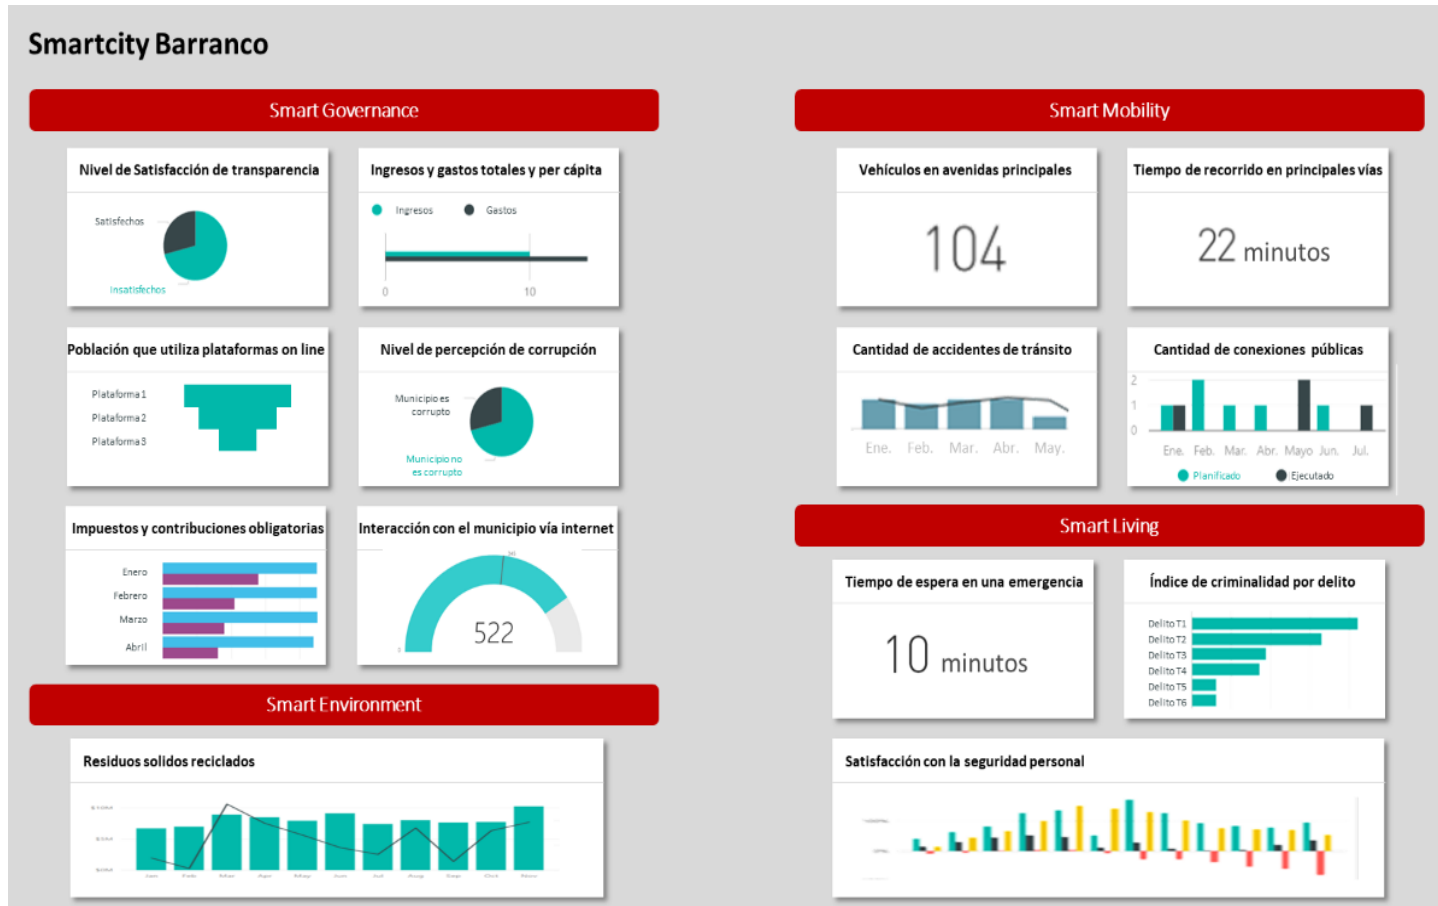 Smartcity Barranco
Smart Governance
Nivel de Satisfacción de transparencia
Satisfechos
Insatisfechos
Ingresos y gastos totales y per cápita
Ingresos
Gastos
0
10
Población que utiliza plataformas on line
Plataforma 1
Plataforma 2
Plataforma 3
Nivel de percepción de corrupción
Municipio es
corrupto
Municipio no
es corrupto
Impuestos y contribuciones obligatorias
Enero
Febrero
Marzo
Abril
Interacción con el municipio vía internet
0
522
Smart Environment
Residuos solidos reciclados
Smart Mobility
Vehículos en avenidas principales
104
Tiempo de recorrido en principales vías
22 minutos
Cantidad de accidentes de tránsito
Ene. Feb. Mar. Abr. May.
Cantidad de conexiones públicas
2
1
0
Ene. Feb. Mar. Abr. Mayo Jun. Jul.
Planificado
Ejecutado
Smart Living
Tiempo de espera en una emergencia
10 minutos
Índice de criminalidad por delito
Delito T1
Delito T2
Delito T3
Delito T4
Delito T5
Delito T6
Satisfacción con la seguridad personal